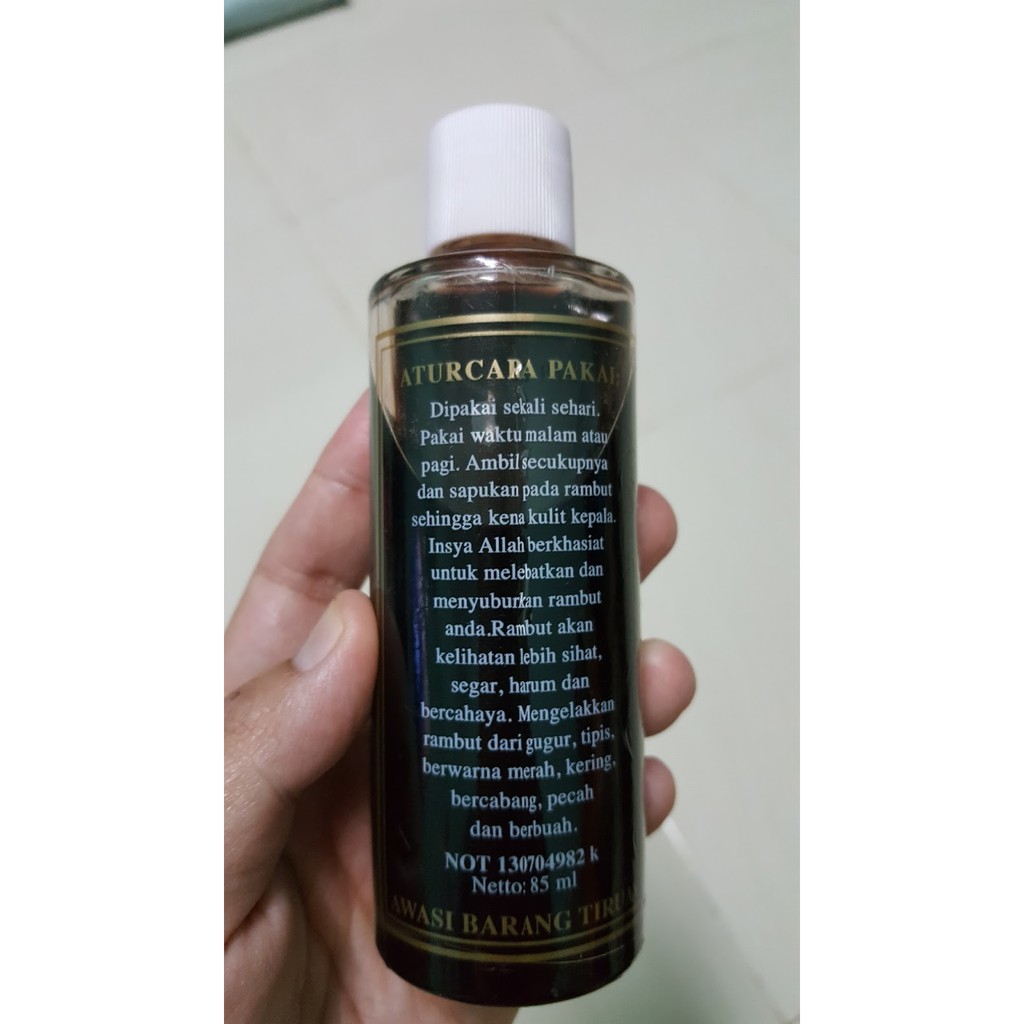 ATURCARA PAKAI:
Dipakai sekali sehari.
Pakai waktu malam atau
pagi. Ambil secukupnya
dan sapukan pada rambut
sehingga kena kulit kepala.
Insya Allah berkhasiat
untuk melebatkan dan
menyuburkan rambut
anda.Rambut akan
kelihatan lebih sihat,
segar, harum dan
bercahaya. Mengelakkan
rambut dari gugur, tipis,
berwarna merah, kering,
bercabang, pecah
dan berbuah.
NOT 130704982 k
Netto: 85 ml
AWASI BARANG TIRUAN